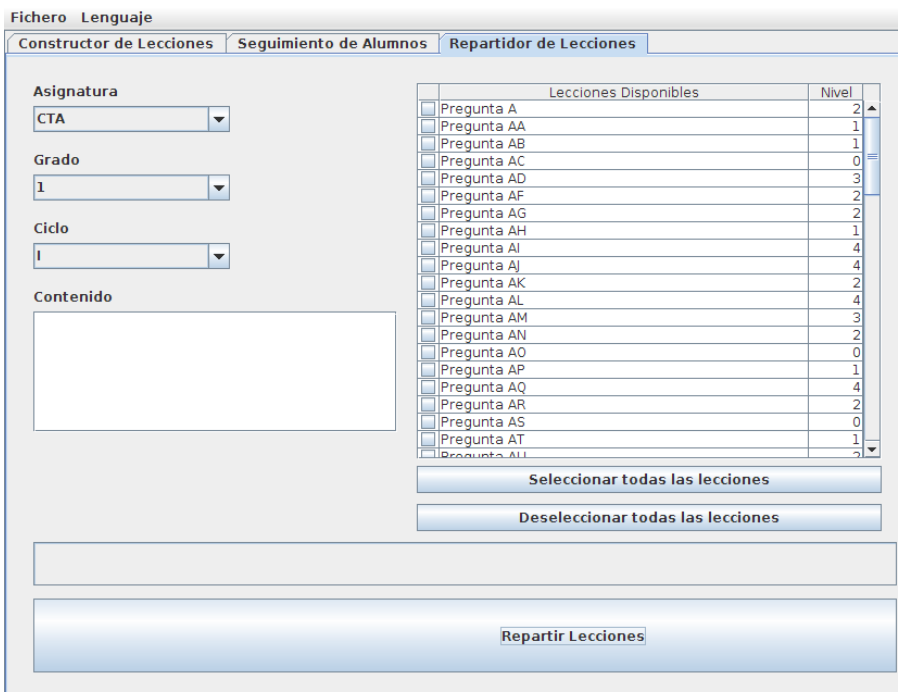 Fichero Lenguaje
Constructor de Lecciones Seguimiento de Alumnos Repartidor de Lecciones
Asignatura
CTA
Grado
1
Ciclo
I
Contenido
Lecciones Disponibles Nivel
Pregunta A 2
Pregunta AA 1
Pregunta AB 1
Pregunta AC 0
Pregunta AD 3
Pregunta AF 2
Pregunta AG 2
Pregunta AH 1
Pregunta AI 4
Pregunta AJ 4
Pregunta AK 2
Pregunta AL 4
Pregunta AM 3
Pregunta AN 2
Pregunta AO 0
Pregunta AP 1
Pregunta AQ 4
Pregunta AR 2
Pregunta AS 0
Pregunta AT 1
Pregunta AU 2
Seleccionar todas las lecciones
Deseleccionar todas las lecciones
Repartir Lecciones